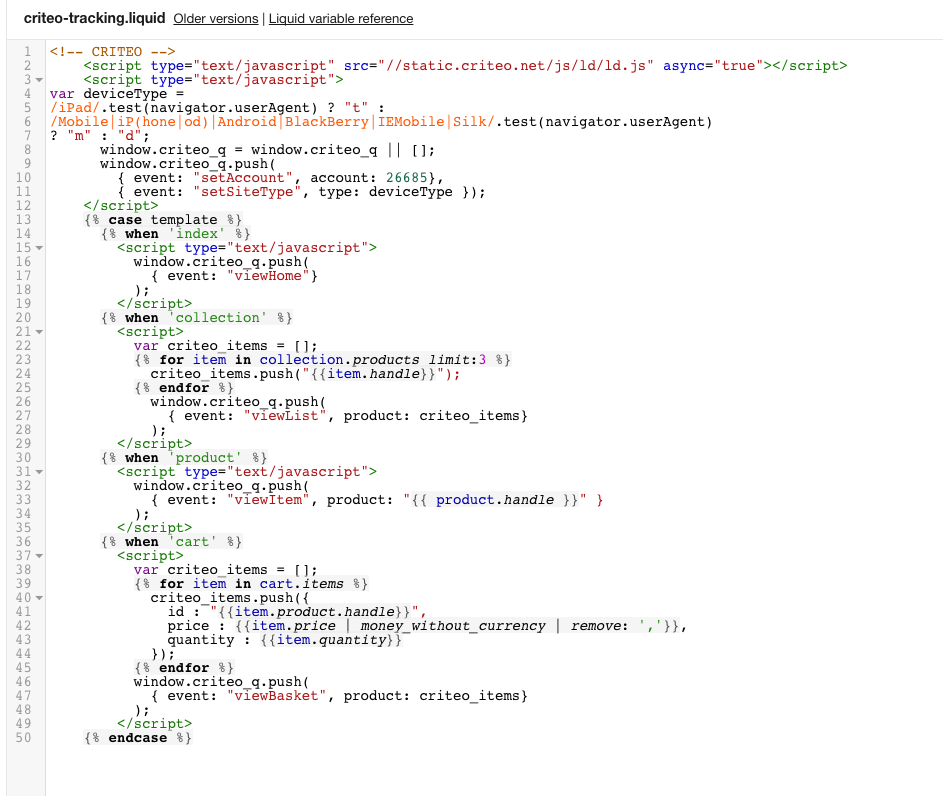 criteo-tracking.liquid Older versions | Liquid variable reference
1 <!-- CRITEO -->
2 <script type="text/javascript" src="//static.criteo.net/js/ld/ld.js" async="true"></script>
3 <script type="text/javascript">
4 var deviceType =
5 /iPad/.test(navigator.userAgent) ? "t" :
6 /Mobile|iP(hone|od)|Android|BlackBerry|IEMobile|Silk/.test(navigator.userAgent)
7 ? "m" : "d";
8 window.criteo_q = window.criteo_q || [];
9 window.criteo_q.push(
10 { event: "setAccount", account: 26685},
11 { event: "setSiteType", type: deviceType });
12 </script>
13 {% case template %}
14 {% when 'index' %}
15 <script type="text/javascript">
16 window.criteo_q.push(
17 { event: "viewHome"}
18 );
19 </script>
20 {% when 'collection' %}
21 <script>
22 var criteo_items = [];
23 {% for item in collection.products limit:3 %}
24 criteo_items.push("{{item.handle}}");
25 {% endfor %}
26 window.criteo_q.push(
27 { event: "viewList", product: criteo_items}
28 );
29 </script>
30 {% when 'product' %}
31 <script type="text/javascript">
32 window.criteo_q.push(
33 { event: "viewItem", product: "{{ product.handle }}" }
34 );
35 </script>
36 {% when 'cart' %}
37 <script>
38 var criteo_items = [];
39 {% for item in cart.items %}
40 criteo_items.push({
41 id : "{{item.product.handle}}",
42 price : {{item.price | money_without_currency | remove: ','}},
43 quantity : {{item.quantity}}
44 });
45 {% endfor %}
46 window.criteo_q.push(
47 { event: "viewBasket", product: criteo_items}
48 );
49 </script>
50 {% endcase %}